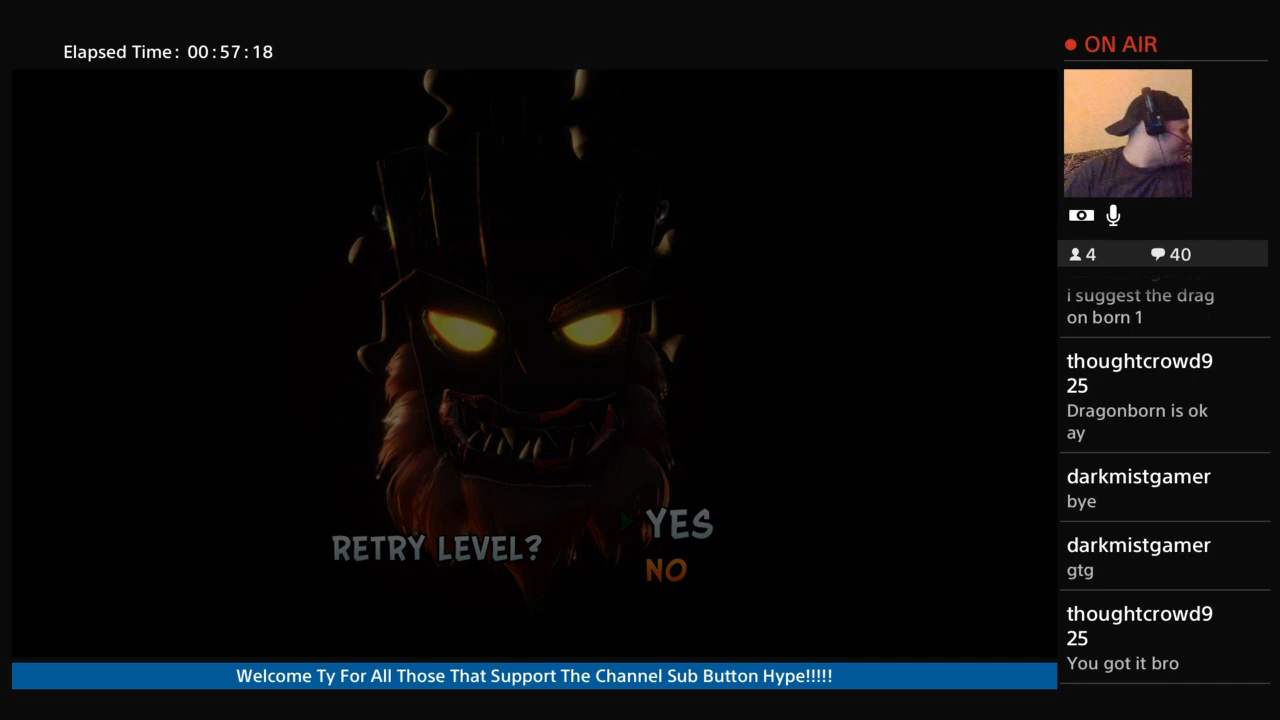 Elapsed Time: 00:57:18
ON AIR
4
40
i suggest the drag
on born 1
thoughtcrowd9
25
Dragonborn is ok
ay
darkmistgamer
bye
darkmistgamer
gtg
thoughtcrowd9
25
You got it bro
RETRY LEVEL?
YES
NO
Welcome Ty For All Those That Support The Channel Sub Button Hype!!!!!